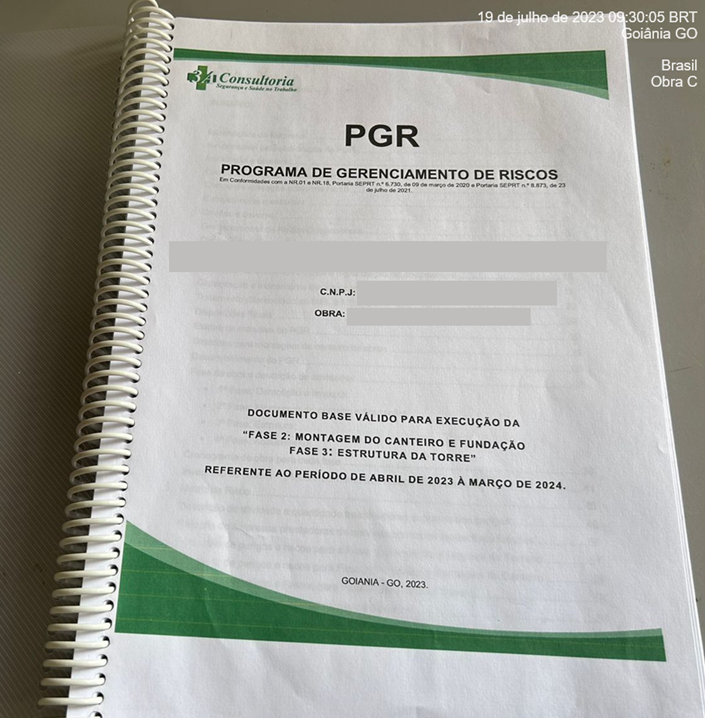 19 de julho de 2023 09:30:05 BRT
Goiânia GO
Brasil
Obra C
341 Consultoria
Segurança e Saúde no Trabalho
PGR
PROGRAMA DE GERENCIAMENTO DE RISCOS
Em Conformidades com a NR.01 e NR.18, Portaria SEPRT n.º 6.730, de 09 de março de 2020 e Portaria SEPRT n.º 8.873, de 23
de julho de 2021.
C.N.P.J:
OBRA:
DOCUMENTO BASE VÁLIDO PARA EXECUÇÃO DA
“FASE 2: MONTAGEM DO CANTEIRO E FUNDAÇÃO
FASE 3: ESTRUTURA DA TORRE”
REFERENTE AO PERÍODO DE ABRIL DE 2023 À MARÇO DE 2024.
GOIANIA - GO, 2023.